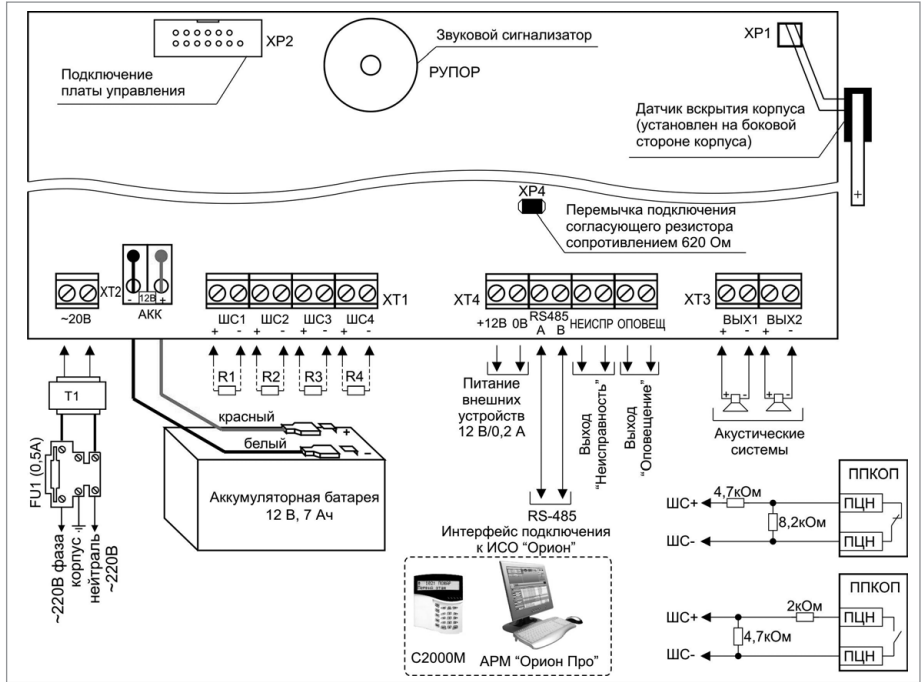 XP2
Подключение
платы управления
Звуковой сигнализатор
РУПОР
XP1
Датчик вскрытия корпуса
(установлен на боковой
стороне корпуса)
+
XP4
Перемычка подключения
согласующего резистора
сопротивлением 620 Ом
~20В
XT2
- 12В +
АКК
ШС1 ШС2 ШС3 ШС4
+ - + - + - + -
XT1
XT4
+12В 0В RS485 НЕИСПР ОПОВЕЩ
A B
XT3
ВЫХ1 ВЫХ2
+ - + -
R1 R2 R3 R4
T1
FU1 (0,5А)
~220В фаза
корпус
нейтраль
~220В
красный
белый
+
-
Аккумуляторная батарея
12 В, 7 Ач
Питание
внешних
устройств
12 В/0,2 А
Выход
“Неисправность”
Выход
“Оповещение”
RS-485
Интерфейс подключения
к ИСО “Орион”
С2000М
АРМ “Орион Про”
+ - + -
Акустические
системы
ППКОП
ШС+ 4,7кОм ПЦН
8,2кОм
ШС- ПЦН
ППКОП
ШС+ 2кОм ПЦН
4,7кОм
ШС- ПЦН